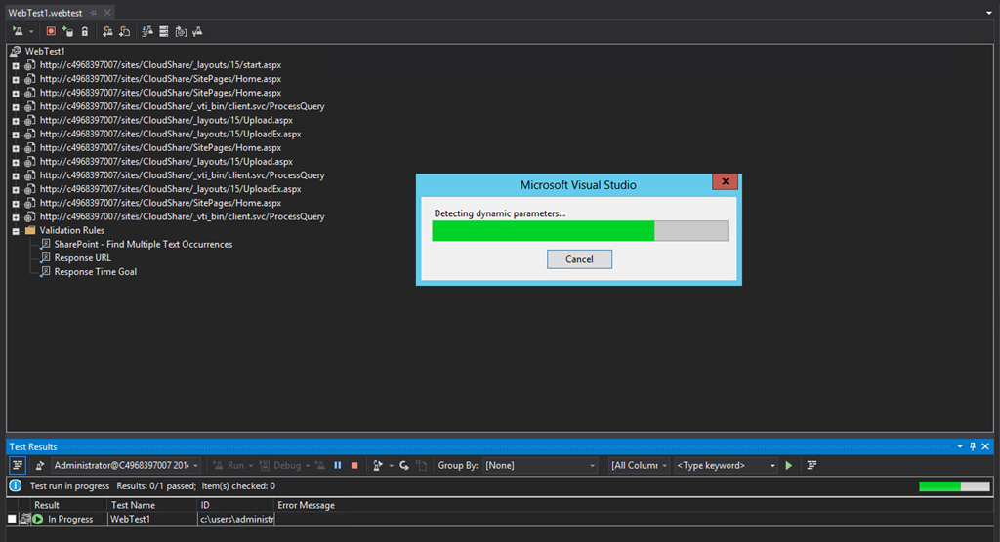 WebTest1.webtest
WebTest1
http://c4968397007/sites/CloudShare/_layouts/15/start.aspx
http://c4968397007/sites/CloudShare/SitePages/Home.aspx
http://c4968397007/sites/CloudShare/SitePages/Home.aspx
http://c4968397007/sites/CloudShare/_vti_bin/client.svc/ProcessQuery
http://c4968397007/sites/CloudShare/_layouts/15/Upload.aspx
http://c4968397007/sites/CloudShare/_layouts/15/UploadEx.aspx
http://c4968397007/sites/CloudShare/SitePages/Home.aspx
http://c4968397007/sites/CloudShare/_layouts/15/Upload.aspx
http://c4968397007/sites/CloudShare/_vti_bin/client.svc/ProcessQuery
http://c4968397007/sites/CloudShare/_layouts/15/UploadEx.aspx
http://c4968397007/sites/CloudShare/SitePages/Home.aspx
http://c4968397007/sites/CloudShare/_vti_bin/client.svc/ProcessQuery
Validation Rules
SharePoint - Find Multiple Text Occurrences
Response URL
Response Time Goal
Microsoft Visual Studio
Detecting dynamic parameters...
Cancel
Test Results
Administrator@C4968397007 201 Run Debug Group By: [None] [All Colum <Type keyword>
Test run in progress Results: 0/1 passed; Item(s) checked: 0
Result Test Name ID Error Message
In Progress WebTest1 c:\users\administr